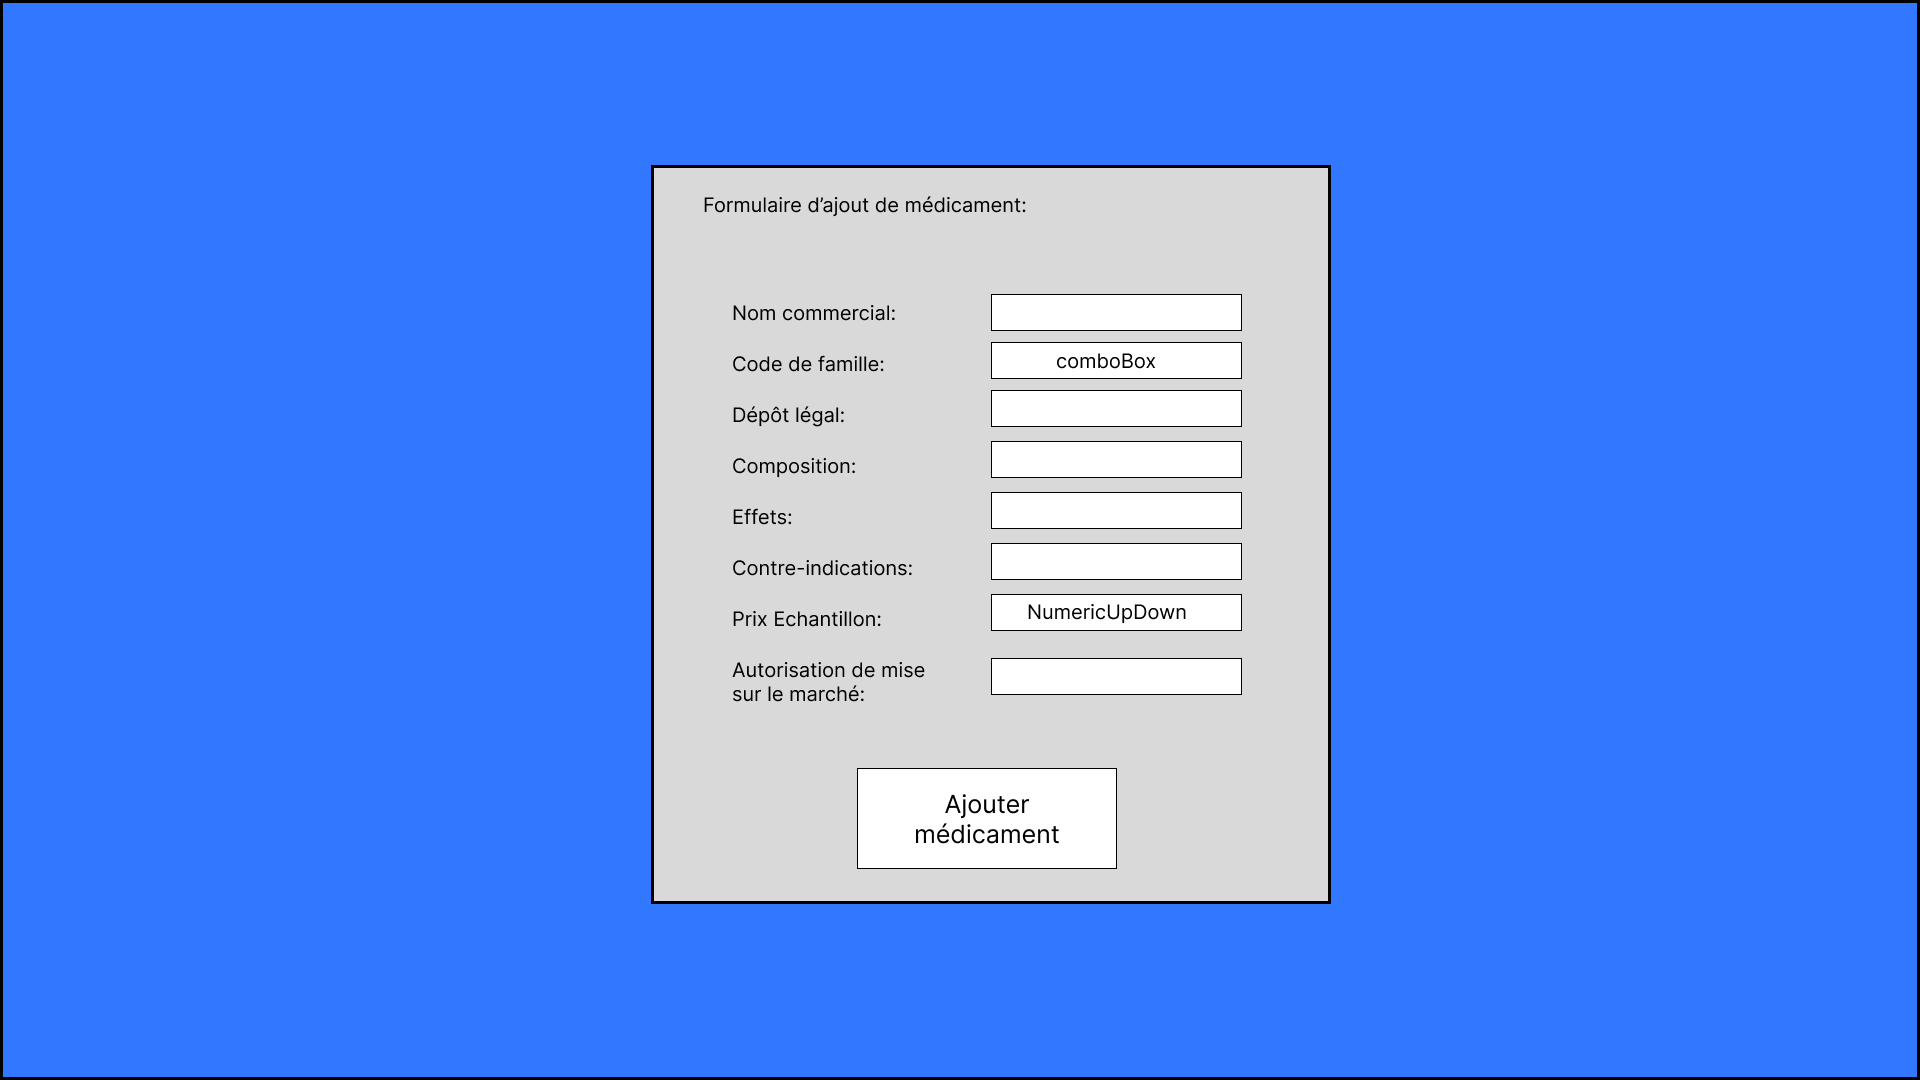 Formulaire d’ajout de médicament:
Nom commercial:
Code de famille: comboBox
Dépôt légal:
Composition:
Effets:
Contre-indications:
Prix Echantillon: NumericUpDown
Autorisation de mise
sur le marché:
Ajouter
médicament